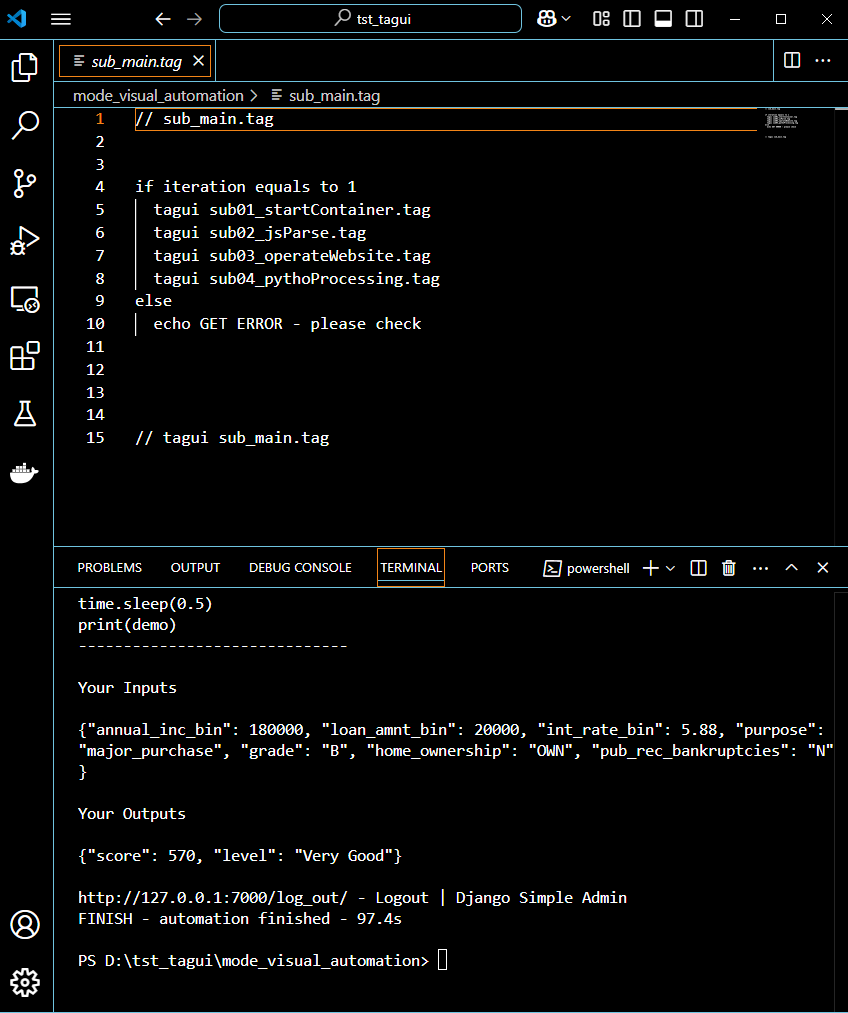 tst_tagui
sub_main.tag
mode_visual_automation > sub_main.tag
1 // sub_main.tag
2
3
4 if iteration equals to 1
5 tagui sub01_startContainer.tag
6 tagui sub02_jsParse.tag
7 tagui sub03_operateWebsite.tag
8 tagui sub04_pythoProcessing.tag
9 else
10 echo GET ERROR - please check
11
12
13
14
15 // tagui sub_main.tag
PROBLEMS OUTPUT DEBUG CONSOLE TERMINAL PORTS powershell
time.sleep(0.5)
print(demo)
------------------------------
Your Inputs
{"annual_inc_bin": 180000, "loan_amnt_bin": 20000, "int_rate_bin": 5.88, "purpose":
"major_purchase", "grade": "B", "home_ownership": "OWN", "pub_rec_bankruptcies": "N"
}
Your Outputs
{"score": 570, "level": "Very Good"}
http://127.0.0.1:7000/log_out/ - Logout | Django Simple Admin
FINISH - automation finished - 97.4s
PS D:\tst_tagui\mode_visual_automation>